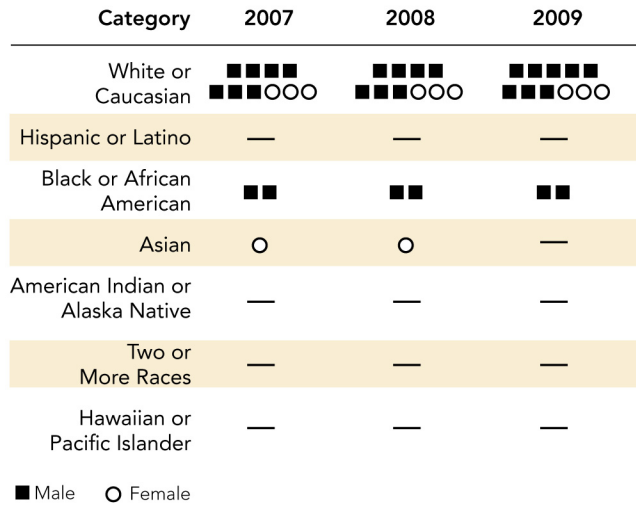 Category 2007 2008 2009
White or
Caucasian
Hispanic or Latino — — —
Black or African
American
Asian —
American Indian or
Alaska Native — — —
Two or
More Races — — —
Hawaiian or
Pacific Islander — — —
Male Female